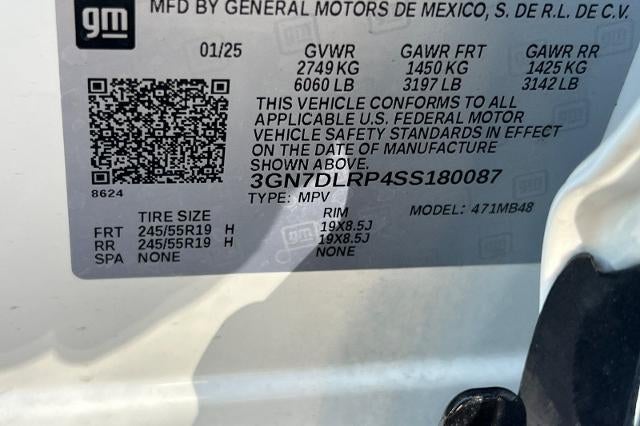 gm
MFD BY GENERAL MOTORS DE MEXICO, S. DE R.L. DE C.V.
01/25 GVWR GAWR FRT GAWR RR
2749 KG 1450 KG 1425 KG
6060 LB 3197 LB 3142 LB
THIS VEHICLE CONFORMS TO ALL
APPLICABLE U.S. FEDERAL MOTOR
VEHICLE SAFETY STANDARDS IN EFFECT
ON THE DATE OF MANUFACTURE
SHOWN ABOVE.
8624
3GN7DLRP4SS180087
TYPE: MPV MODEL: 471MB48
TIRE SIZE RIM
FRT 245/55R19 H 19X8.5J
RR 245/55R19 H 19X8.5J
SPA NONE NONE